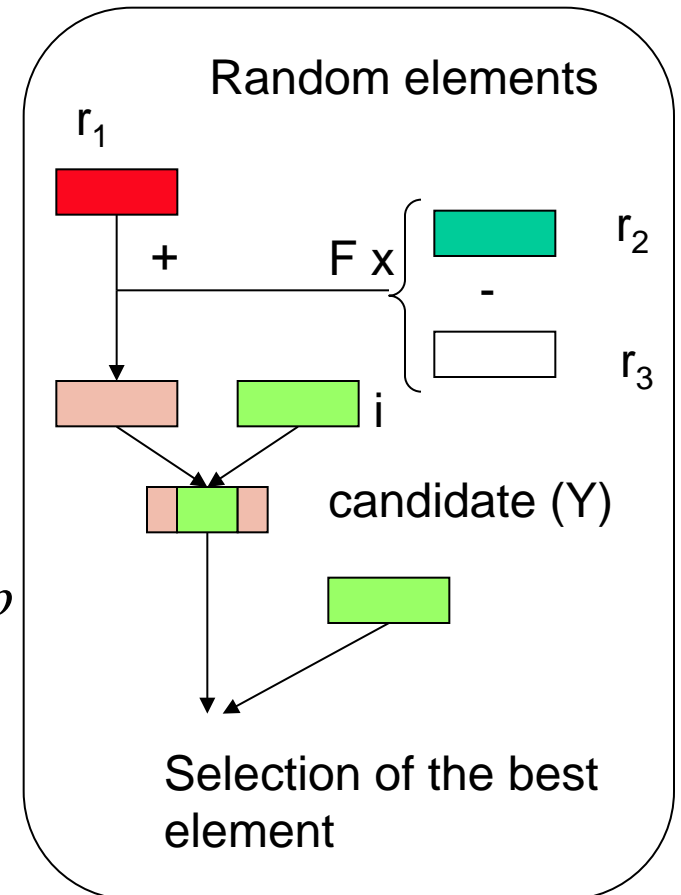 Random elements
r₁
+
F x
r₂
-
r₃
i
candidate (Y)
p
Selection of the best
element